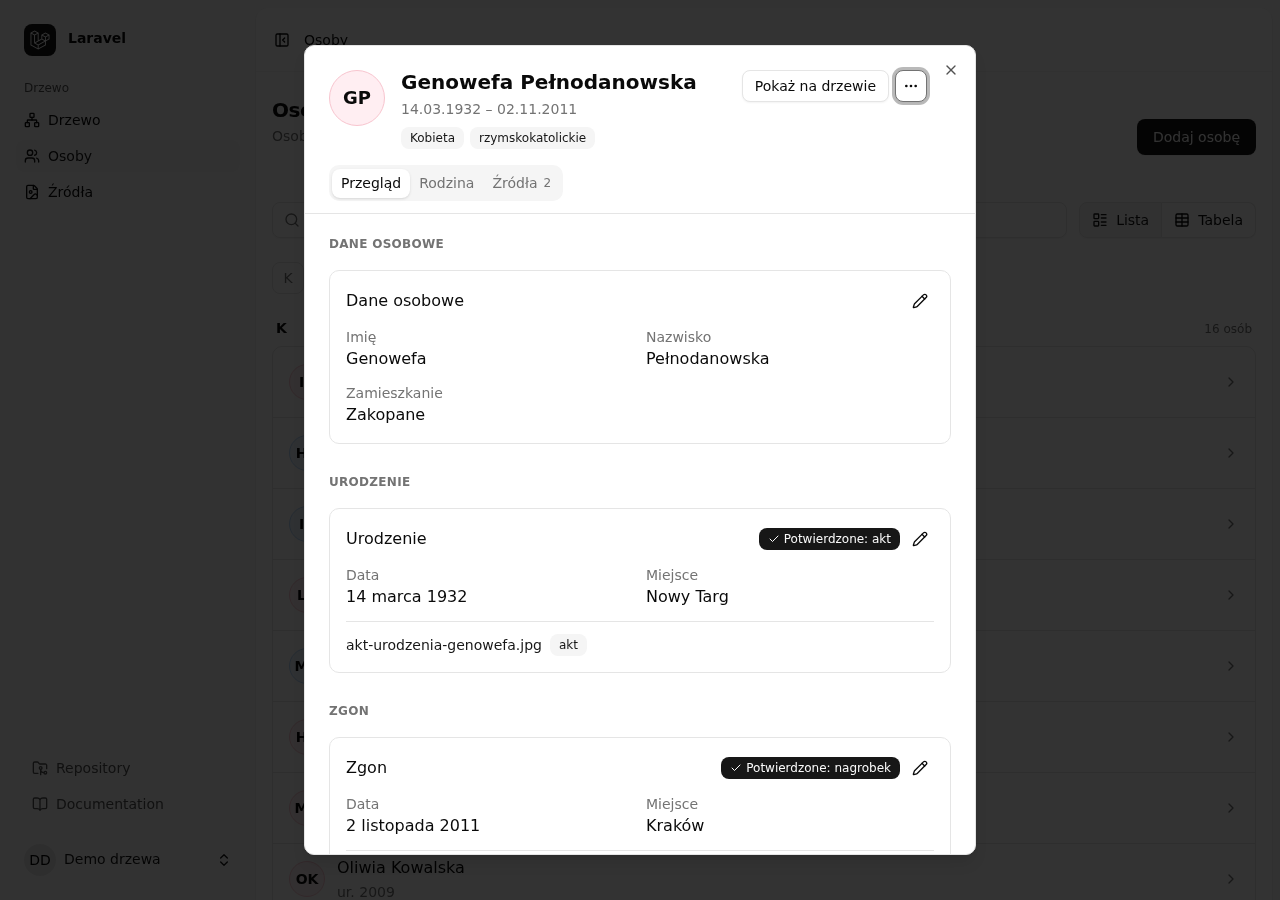 Laravel
Osoby
Drzewo
Drzewo
Osoby
Źródła
Dodaj osobę
Lista
Tabela
K
K
16 osób
Genowefa Pełnodanowska
14.03.1932 – 02.11.2011
Kobieta rzymskokatolickie
Pokaż na drzewie
GP
Przegląd Rodzina Źródła 2
DANE OSOBOWE
Dane osobowe
Imię Nazwisko
Genowefa Pełnodanowska
Zamieszkanie
Zakopane
URODZENIE
Urodzenie Potwierdzone: akt
Data Miejsce
14 marca 1932 Nowy Targ
akt-urodzenia-genowefa.jpg akt
ZGON
Zgon Potwierdzone: nagrobek
Data Miejsce
2 listopada 2011 Kraków
OK Oliwia Kowalska
ur. 2009
Repository
Documentation
DD Demo drzewa